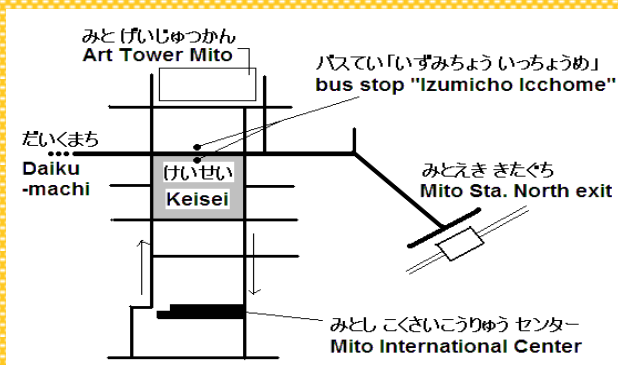 みと げいじゅつかん
Art Tower Mito
バスてい「いずみちょう いっちょうめ」
bus stop "Izumicho Icchome"
だいくまち
Daiku
-machi
けいせい
Keisei
みとえき きたぐち
Mito Sta. North exit
みとし こくさいこうりゅう センター
Mito International Center